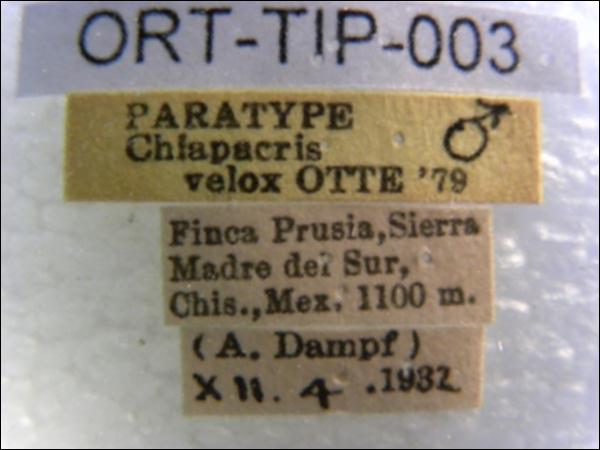 ORT-TIP-003
PARATYPE ♂
Chiapacris
velox OTTE '79
Finca Prusia, Sierra
Madre del Sur,
Chis., Mex. 1100 m.
(A. Dampf)
XII. 4 .1932